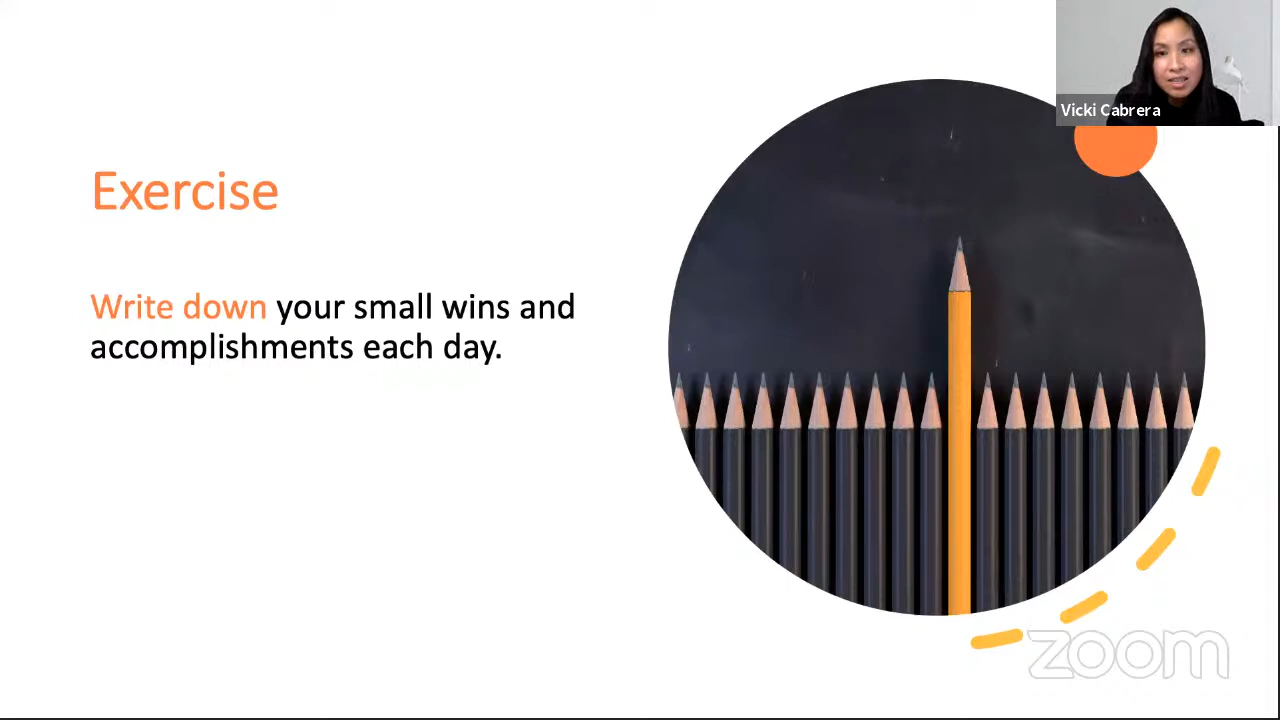 Vicki Cabrera
Exercise
Write down your small wins and
accomplishments each day.
zoom